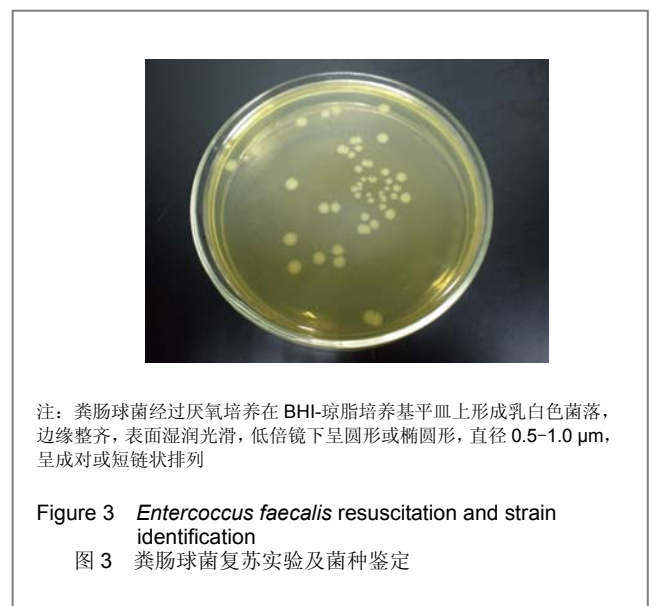 注：粪肠球菌经过厌氧培养在 BHI-琼脂培养基平皿上形成乳白色菌落，
边缘整齐，表面湿润光滑，低倍镜下呈圆形或椭圆形，直径 0.5-1.0 μm，
呈成对或短链状排列
Figure 3 Entercoccus faecalis resuscitation and strain
identification
图 3 粪肠球菌复苏实验及菌种鉴定